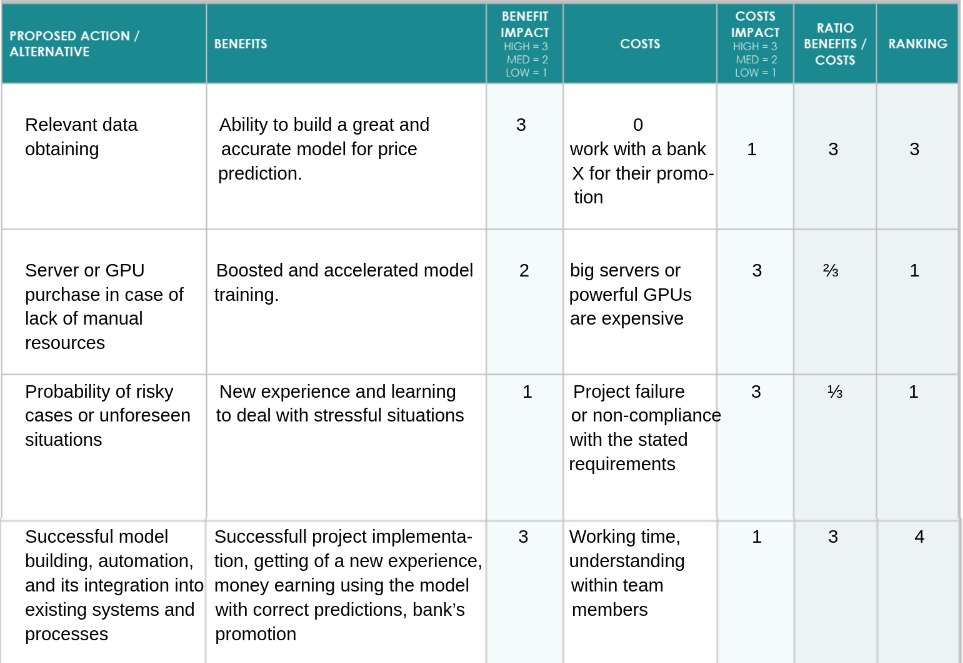 PROPOSED ACTION /
ALTERNATIVE
BENEFITS
BENEFIT
IMPACT
HIGH = 3
MED = 2
LOW = 1
COSTS
COSTS
IMPACT
HIGH = 3
MED = 2
LOW = 1
RATIO
BENEFITS /
COSTS
RANKING
Relevant data
obtaining
Ability to build a great and
accurate model for price
prediction.
3
0
work with a bank
X for their promo-
tion
1
3
3
Server or GPU
purchase in case of
lack of manual
resources
Boosted and accelerated model
training.
2
big servers or
powerful GPUs
are expensive
3
⅔
1
Probability of risky
cases or unforeseen
situations
New experience and learning
to deal with stressful situations
1
Project failure
or non-compliance
with the stated
requirements
3
⅓
1
Successful model
building, automation,
and its integration into
existing systems and
processes
Successfull project implementa-
tion, getting of a new experience,
money earning using the model
with correct predictions, bank’s
promotion
3
Working time,
understanding
within team
members
1
3
4